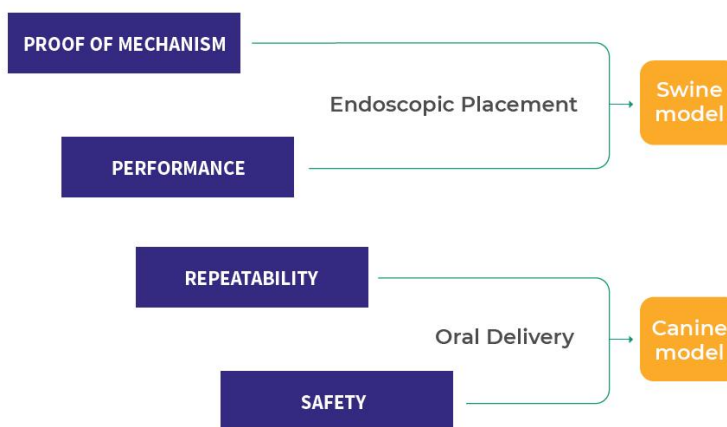 PROOF OF MECHANISM
Endoscopic Placement
Swine
model
PERFORMANCE
REPEATABILITY
Oral Delivery
Canine
model
SAFETY